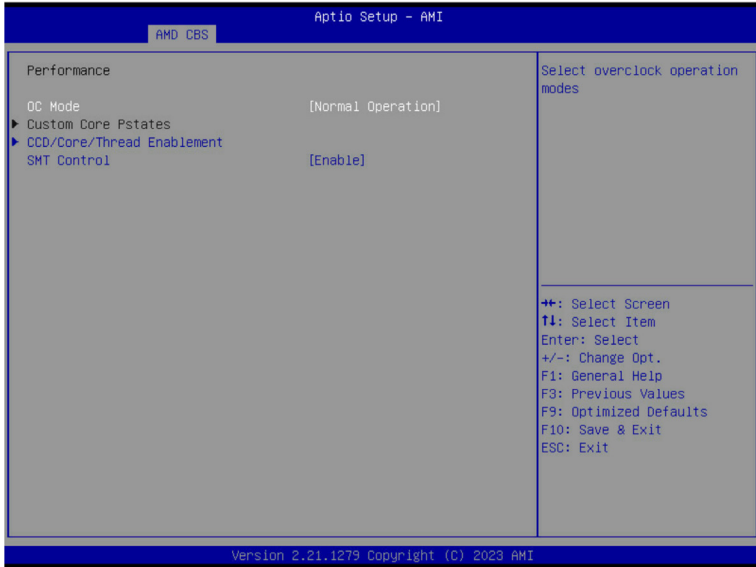 Aptio Setup - AMI
AMD CBS
Performance
OC Mode [Normal Operation]
Custom Core Pstates
CCD/Core/Thread Enablement
SMT Control [Enable]
Select overclock operation
modes
→←: Select Screen
↑↓: Select Item
Enter: Select
+/-: Change Opt.
F1: General Help
F3: Previous Values
F9: Optimized Defaults
F10: Save & Exit
ESC: Exit
Version 2.21.1279 Copyright (C) 2023 AMI